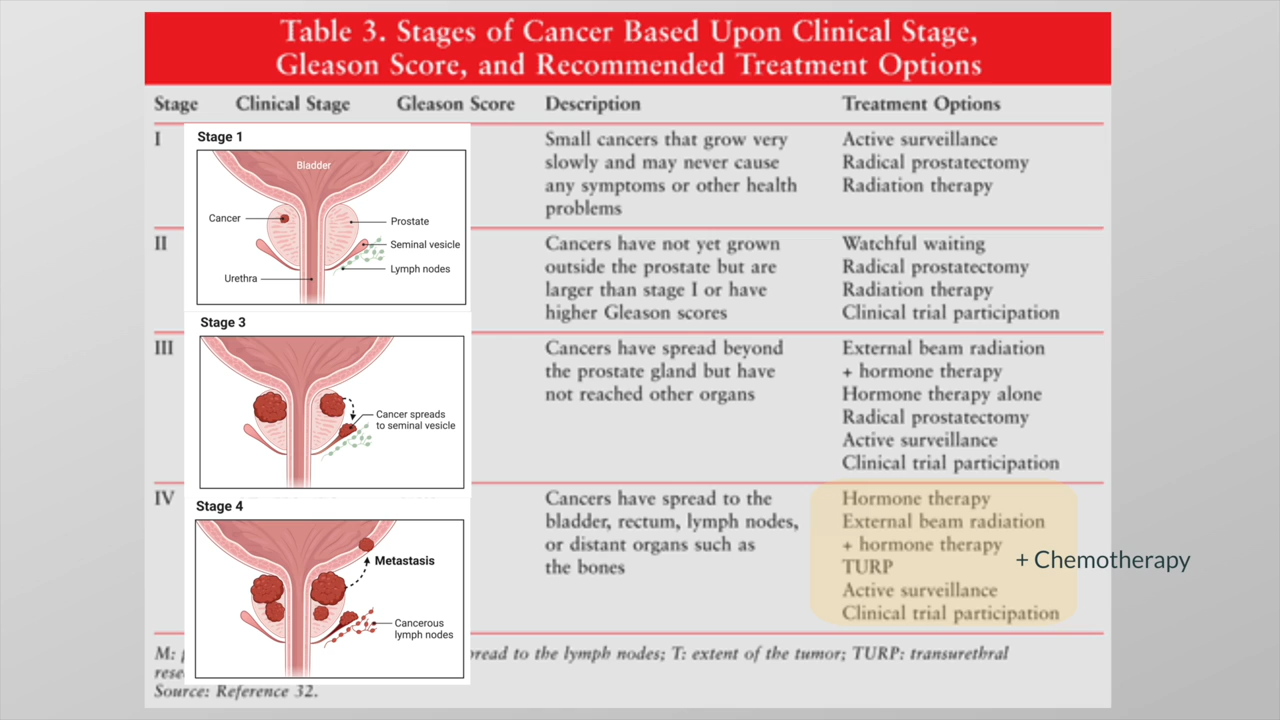 Table 3. Stages of Cancer Based Upon Clinical Stage,
Gleason Score, and Recommended Treatment Options
Stage Clinical Stage Gleason Score Description Treatment Options
I
Stage 1
Bladder
Cancer
Prostate
Seminal vesicle
Lymph nodes
Urethra
Small cancers that grow very
slowly and may never cause
any symptoms or other health
problems
Active surveillance
Radical prostatectomy
Radiation therapy
II
Cancers have not yet grown
outside the prostate but are
larger than stage I or have
higher Gleason scores
Watchful waiting
Radical prostatectomy
Radiation therapy
Clinical trial participation
III
Stage 3
Cancer spreads
to seminal vesicle
Cancers have spread beyond
the prostate gland but have
not reached other organs
External beam radiation
+ hormone therapy
Hormone therapy alone
Radical prostatectomy
Active surveillance
Clinical trial participation
IV
Stage 4
Metastasis
Cancerous
lymph nodes
Cancers have spread to the
bladder, rectum, lymph nodes,
or distant organs such as
the bones
Hormone therapy
External beam radiation
+ hormone therapy
TURP
Active surveillance
Clinical trial participation
+ Chemotherapy
M: to the lymph nodes; T: extent of the tumor; TURP: transurethral
Source: Reference 32.